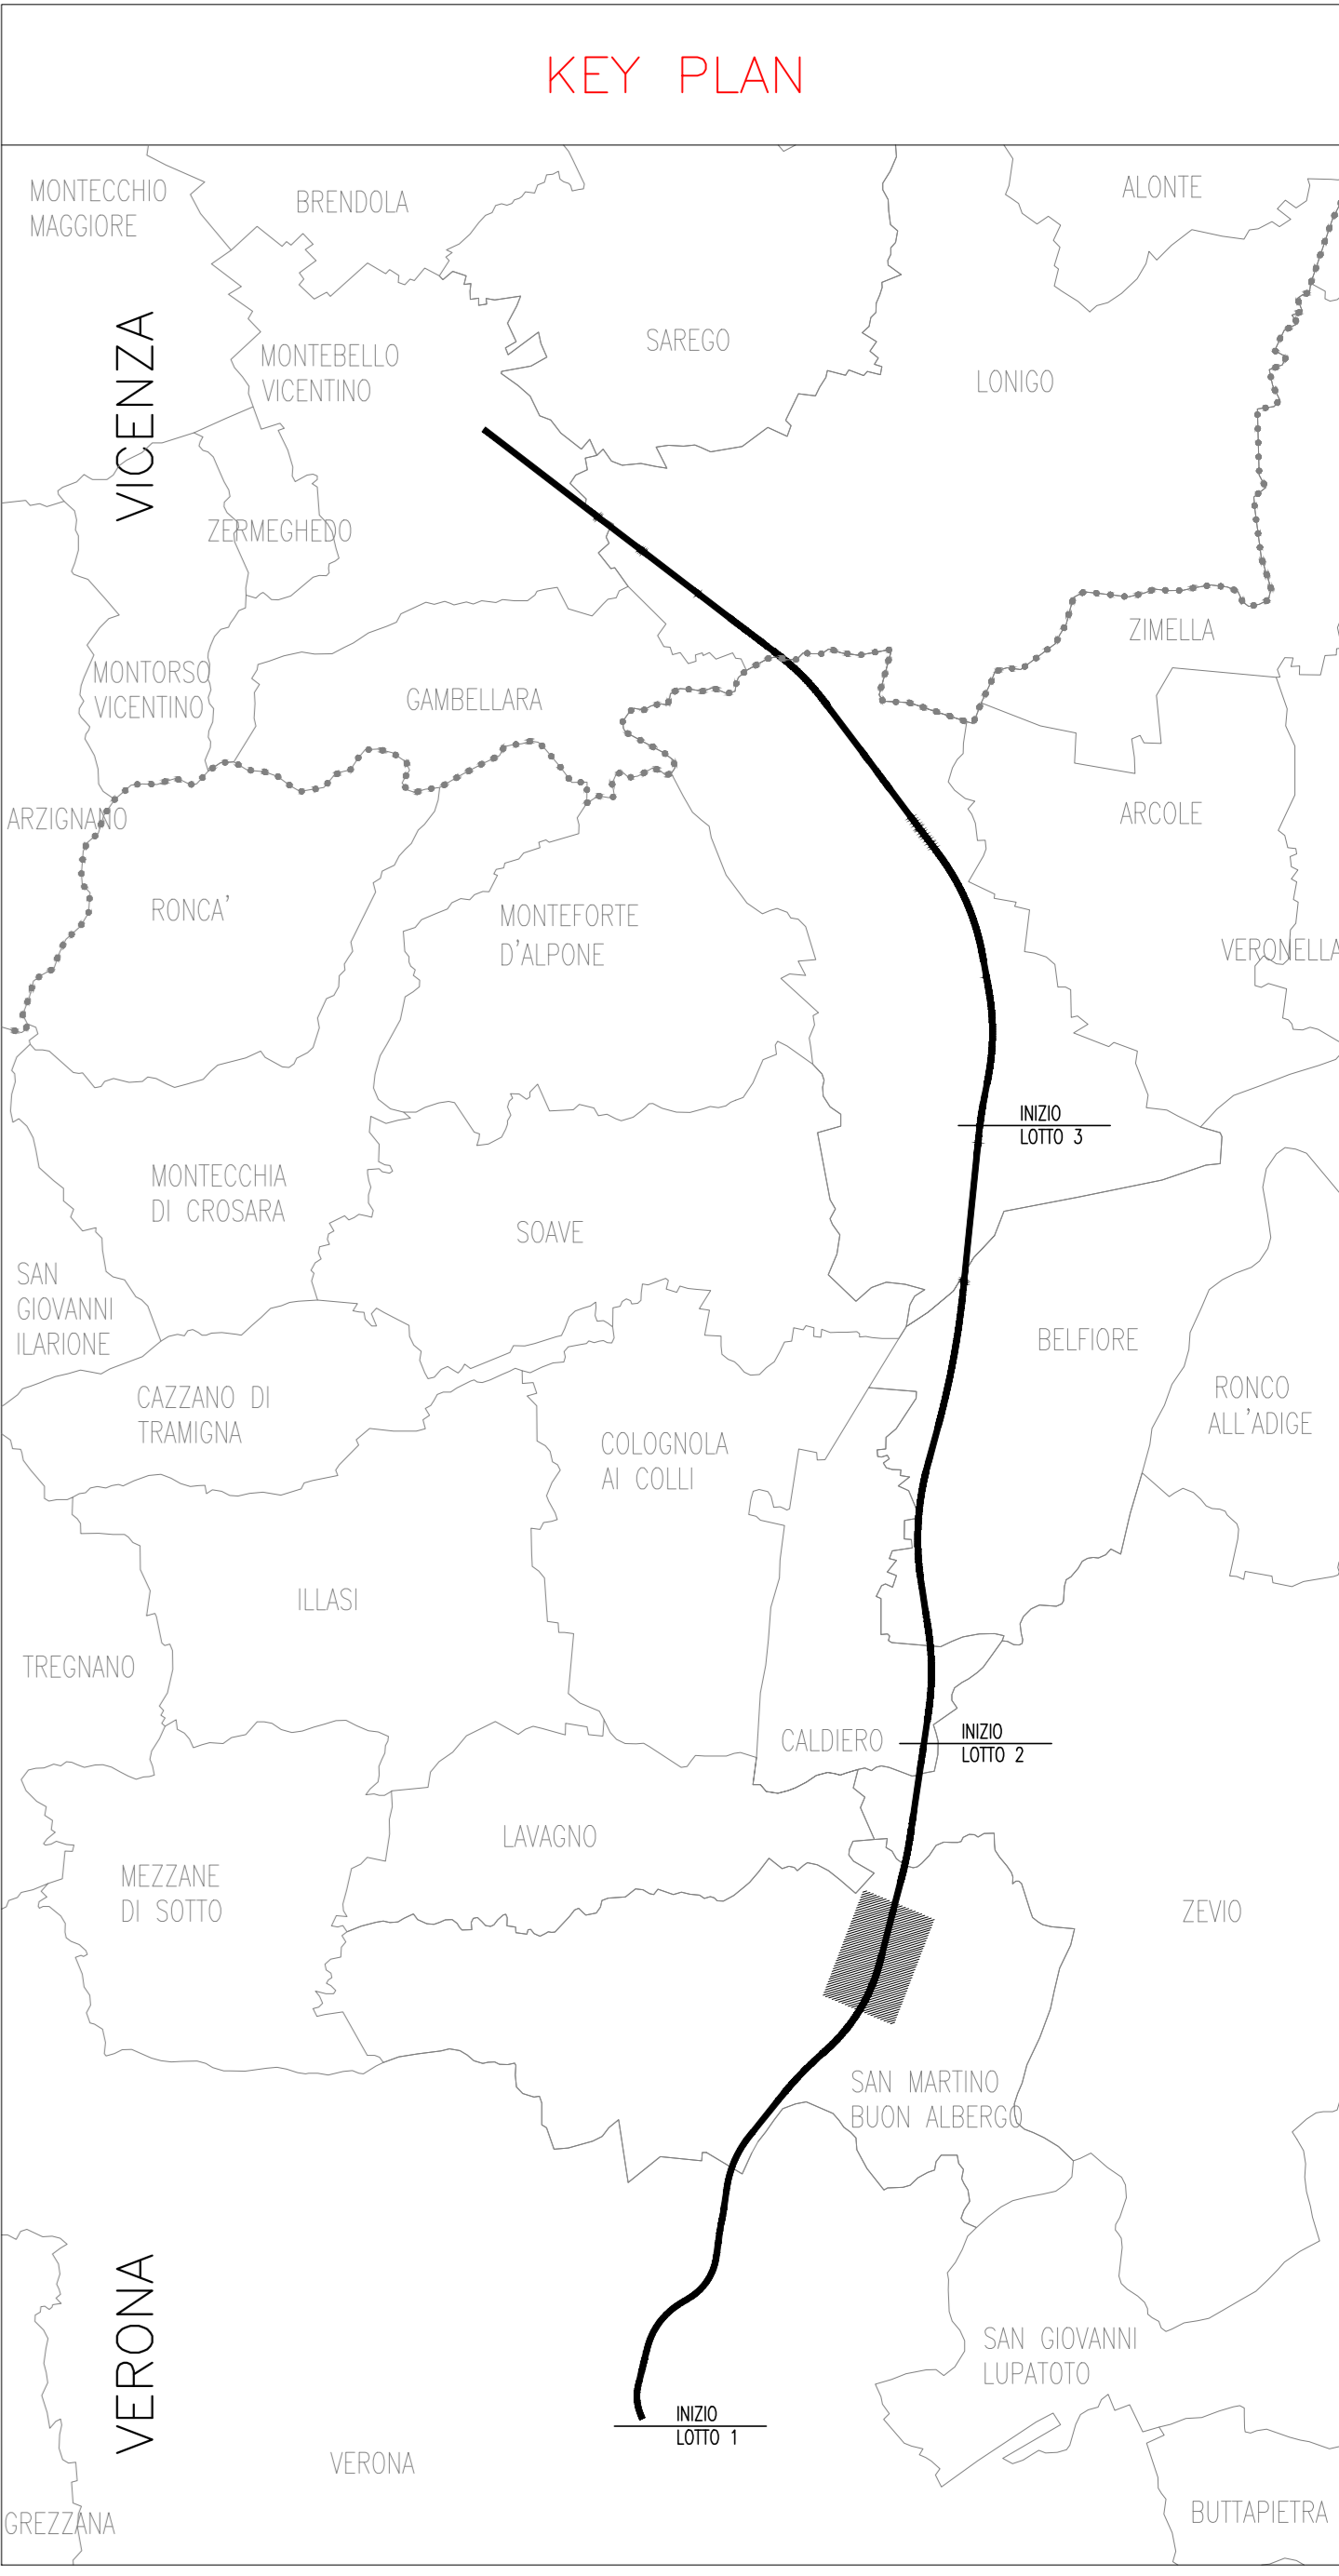 KEY PLAN
MONTECCHIO
MAGGIORE
BRENDOLA
ALONTE
VICENZA
SAREGO
MONTEBELLO
VICENTINO
LONIGO
ZERMEGHEDO
ZIMELLA
MONTORSO
VICENTINO
GAMBELLARA
ARZIGNANO
ARCOLE
RONCA'
MONTEFORTE
D'ALPONE
VERONELLA
INIZIO
LOTTO 3
MONTECCHIA
DI CROSARA
SOAVE
SAN
GIOVANNI
ILARIONE
BELFIORE
CAZZANO DI
TRAMIGNA
RONCO
ALL'ADIGE
COLOGNOLA
AI COLLI
ILLASI
TREGNANO
CALDIERO
INIZIO
LOTTO 2
LAVAGNO
MEZZANE
DI SOTTO
ZEVIO
SAN MARTINO
BUON ALBERGO
VERONA
SAN GIOVANNI
LUPATOTO
INIZIO
LOTTO 1
VERONA
GREZZANA
BUTTAPIETRA